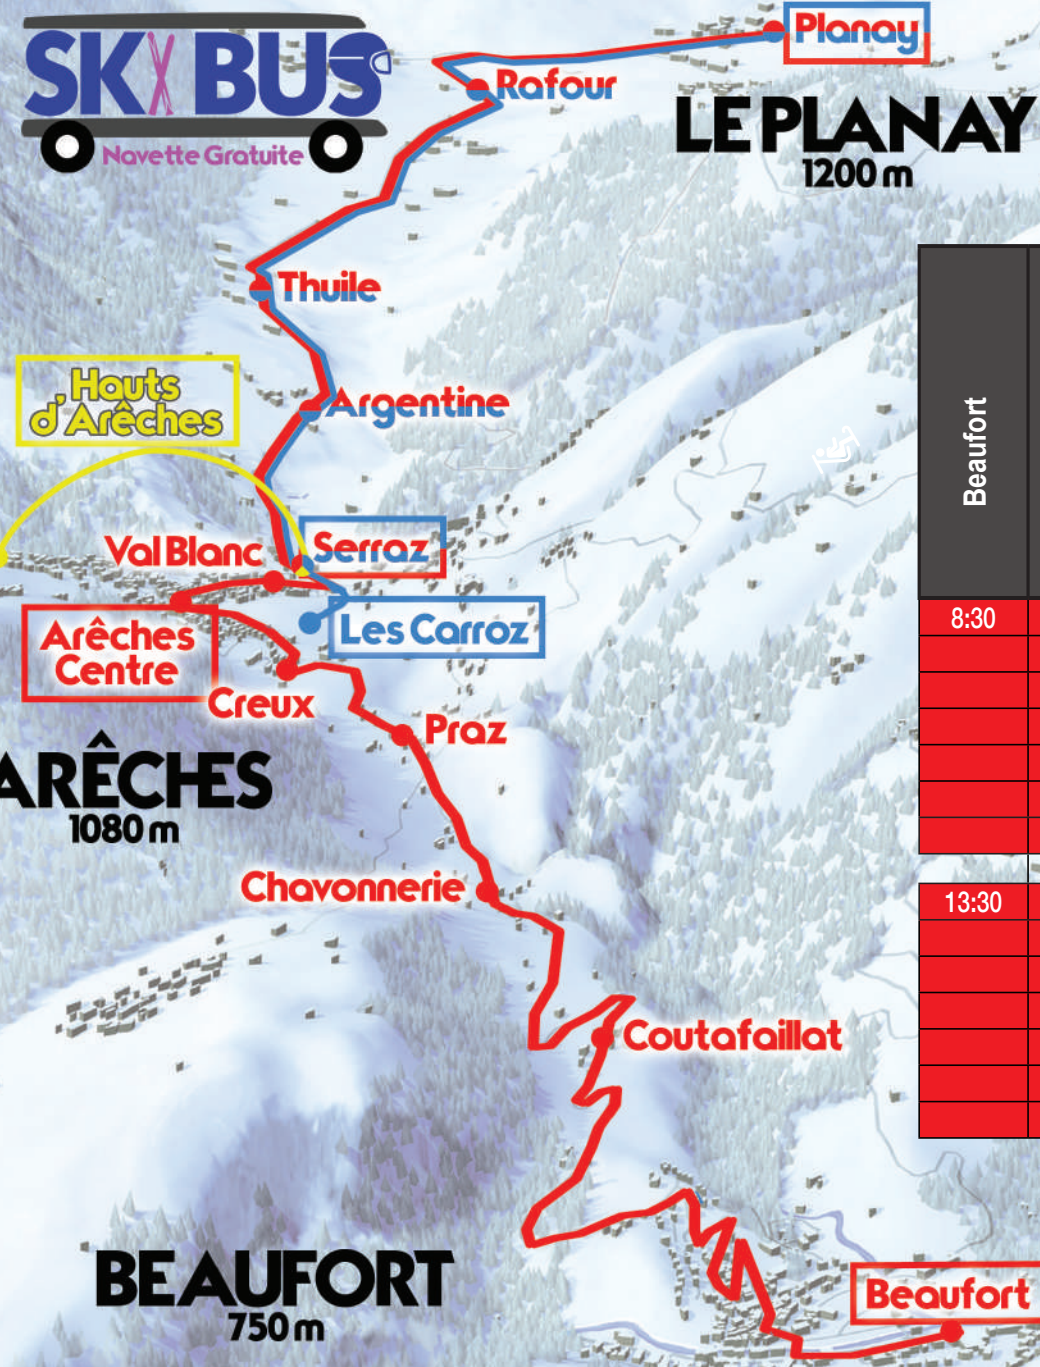 SKI BUS
Navette Gratuite
Planay
Rafour
LE PLANAY
1200 m
Thuile
Hauts
d'Arêches
Argentine
Beaufort
Val Blanc
Serraz
Arêches
Centre
Les Carroz
8:30
Creux
Praz
ARÊCHES
1080 m
Chavonnerie
13:30
Coutafaillat
BEAUFORT
750 m
Beaufort